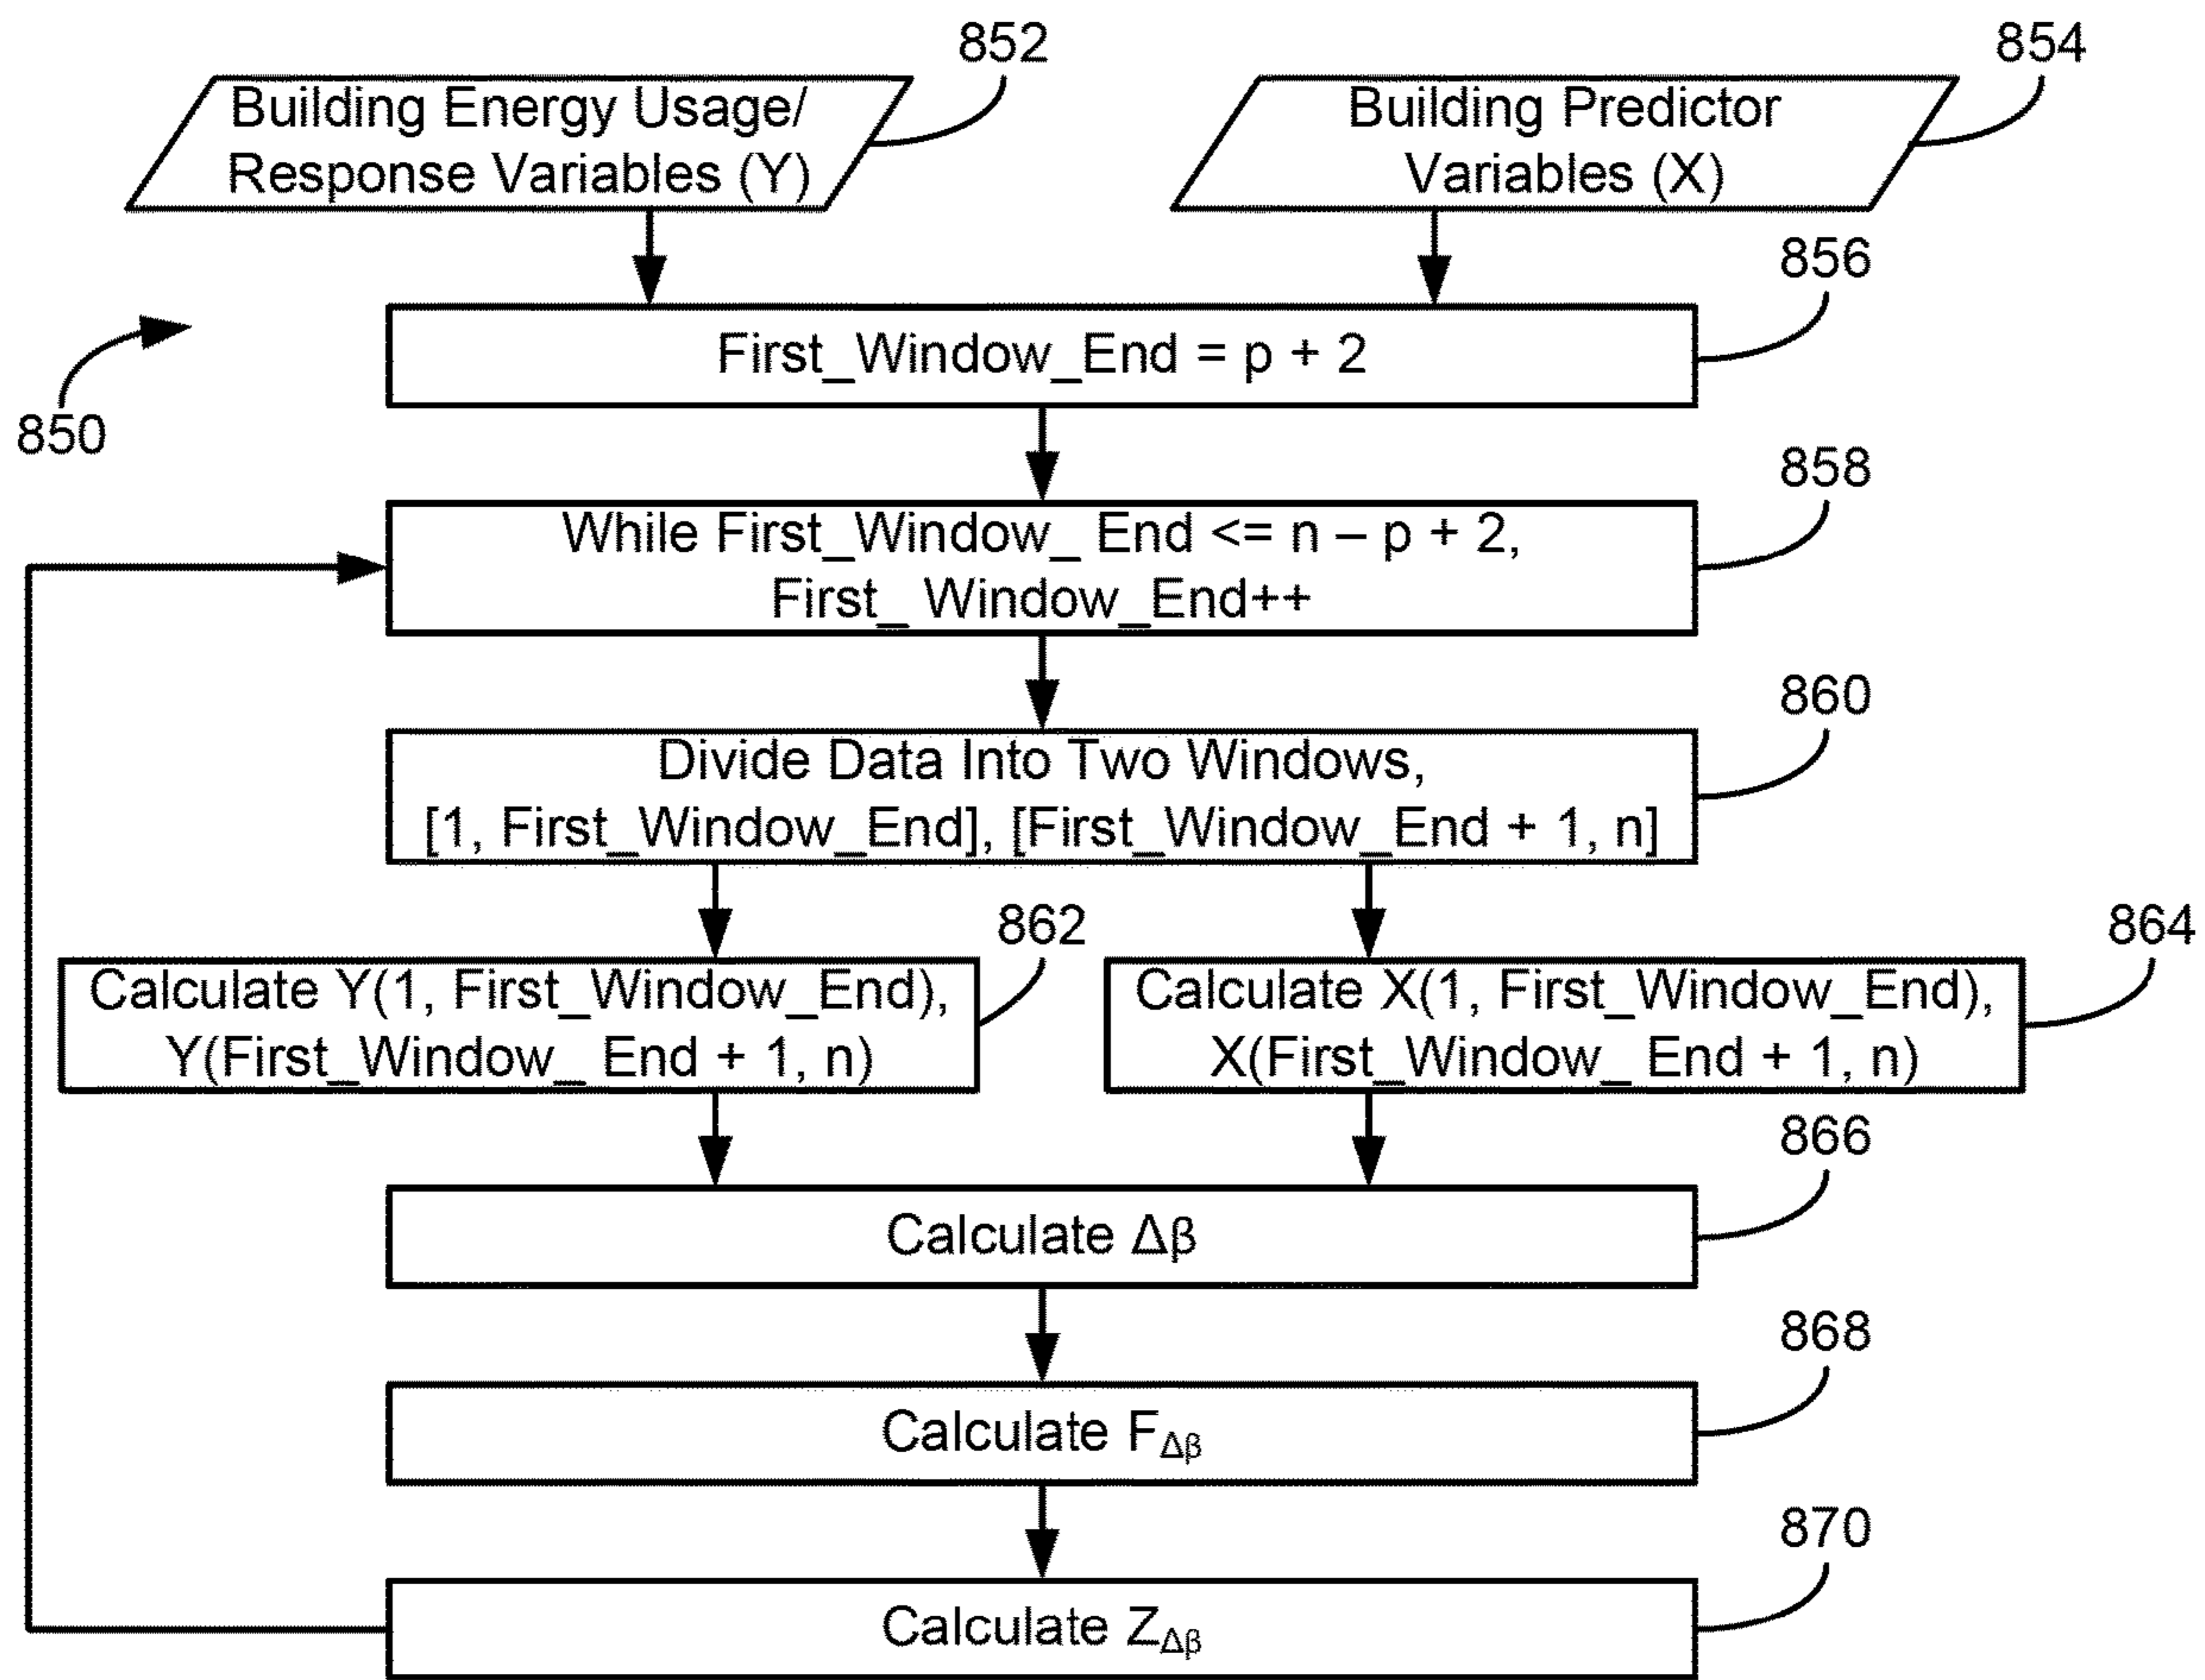 852
854
Building Energy Usage/
Response Variables (Y)
Building Predictor
Variables (X)
856
First_Window_End = p + 2
850
858
While First_Window_ End <= n – p + 2,
First_ Window_End++
860
Divide Data Into Two Windows,
[1, First_Window_End], [First_Window_End + 1, n]
862
864
Calculate Y(1, First_Window_End),
Y(First_Window_ End + 1, n)
Calculate X(1, First_Window_End),
X(First_Window_ End + 1, n)
866
Calculate Δβ
868
Calculate F_Δβ
870
Calculate Z_Δβ